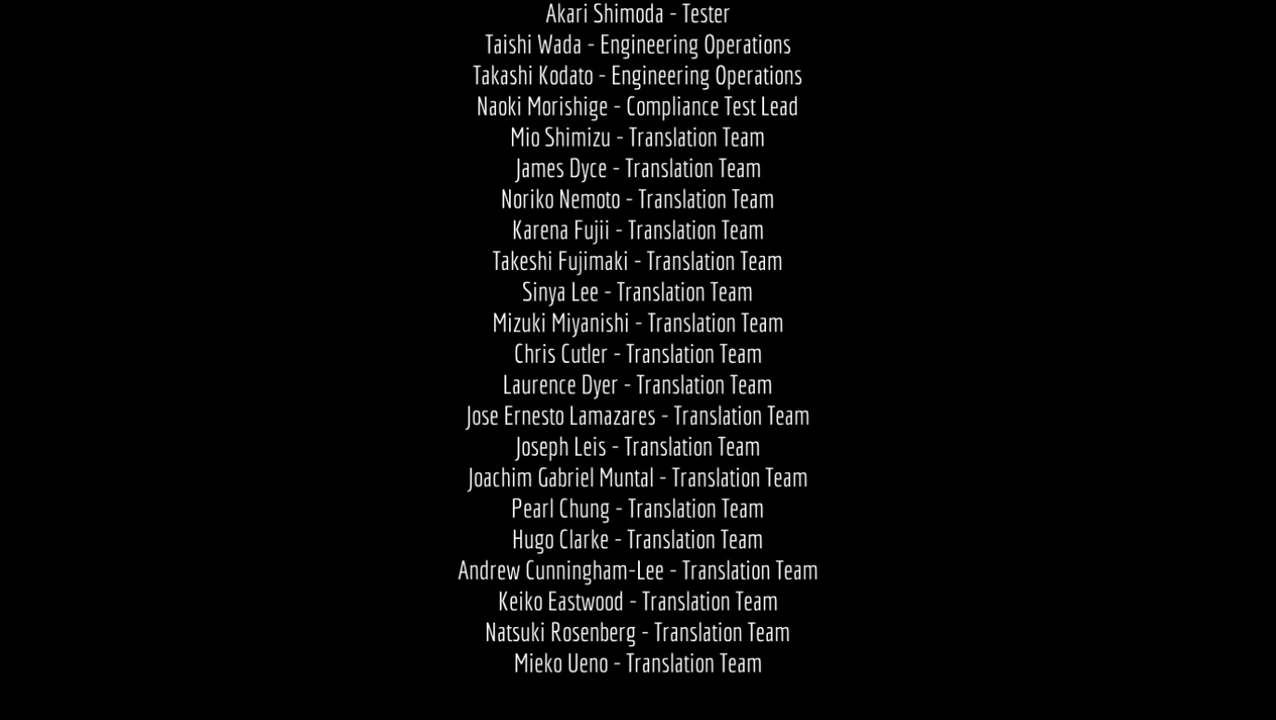 Akari Shimoda - Tester
Taishi Wada - Engineering Operations
Takashi Kodato - Engineering Operations
Naoki Morishige - Compliance Test Lead
Mio Shimizu - Translation Team
James Dyce - Translation Team
Noriko Nemoto - Translation Team
Karena Fujii - Translation Team
Takeshi Fujimaki - Translation Team
Sinya Lee - Translation Team
Mizuki Miyanishi - Translation Team
Chris Cutler - Translation Team
Laurence Dyer - Translation Team
Jose Ernesto Lamazares - Translation Team
Joseph Leis - Translation Team
Joachim Gabriel Muntal - Translation Team
Pearl Chung - Translation Team
Hugo Clarke - Translation Team
Andrew Cunningham-Lee - Translation Team
Keiko Eastwood - Translation Team
Natsuki Rosenberg - Translation Team
Mieko Ueno - Translation Team